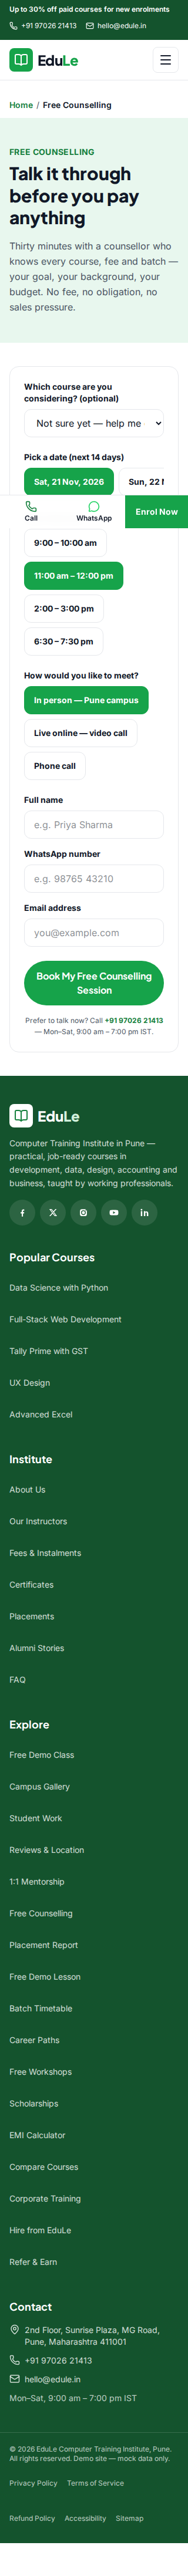 Up to 30% off paid courses for new enrolments
+91 97026 21413 hello@edule.in
EduLe
Home / Free Counselling
FREE COUNSELLING
Talk it through
before you pay
anything
Thirty minutes with a counsellor who
knows every course, fee and batch —
your goal, your background, your
budget. No fee, no obligation, no
sales pressure.
Which course are you
considering? (optional)
Not sure yet — help me
Pick a date (next 14 days)
Sat, 21 Nov, 2026
Sun, 22
Call
WhatsApp
Enrol Now
9:00 – 10:00 am
11:00 am – 12:00 pm
2:00 – 3:00 pm
6:30 – 7:30 pm
How would you like to meet?
In person — Pune campus
Live online — video call
Phone call
Full name
e.g. Priya Sharma
WhatsApp number
e.g. 98765 43210
Email address
you@example.com
Book My Free Counselling
Session
Prefer to talk now? Call +91 97026 21413
— Mon–Sat, 9:00 am – 7:00 pm IST.
EduLe
Computer Training Institute in Pune —
practical, job-ready courses in
development, data, design, accounting and
business, taught by working professionals.
Popular Courses
Data Science with Python
Full-Stack Web Development
Tally Prime with GST
UX Design
Advanced Excel
Institute
About Us
Our Instructors
Fees & Instalments
Certificates
Placements
Alumni Stories
FAQ
Explore
Free Demo Class
Campus Gallery
Student Work
Reviews & Location
1:1 Mentorship
Free Counselling
Placement Report
Free Demo Lesson
Batch Timetable
Career Paths
Free Workshops
Scholarships
EMI Calculator
Compare Courses
Corporate Training
Hire from EduLe
Refer & Earn
Contact
2nd Floor, Sunrise Plaza, MG Road,
Pune, Maharashtra 411001
+91 97026 21413
hello@edule.in
Mon–Sat, 9:00 am – 7:00 pm IST
© 2026 EduLe Computer Training Institute, Pune.
All rights reserved. Demo site — mock data only.
Privacy Policy Terms of Service
Refund Policy Accessibility Sitemap